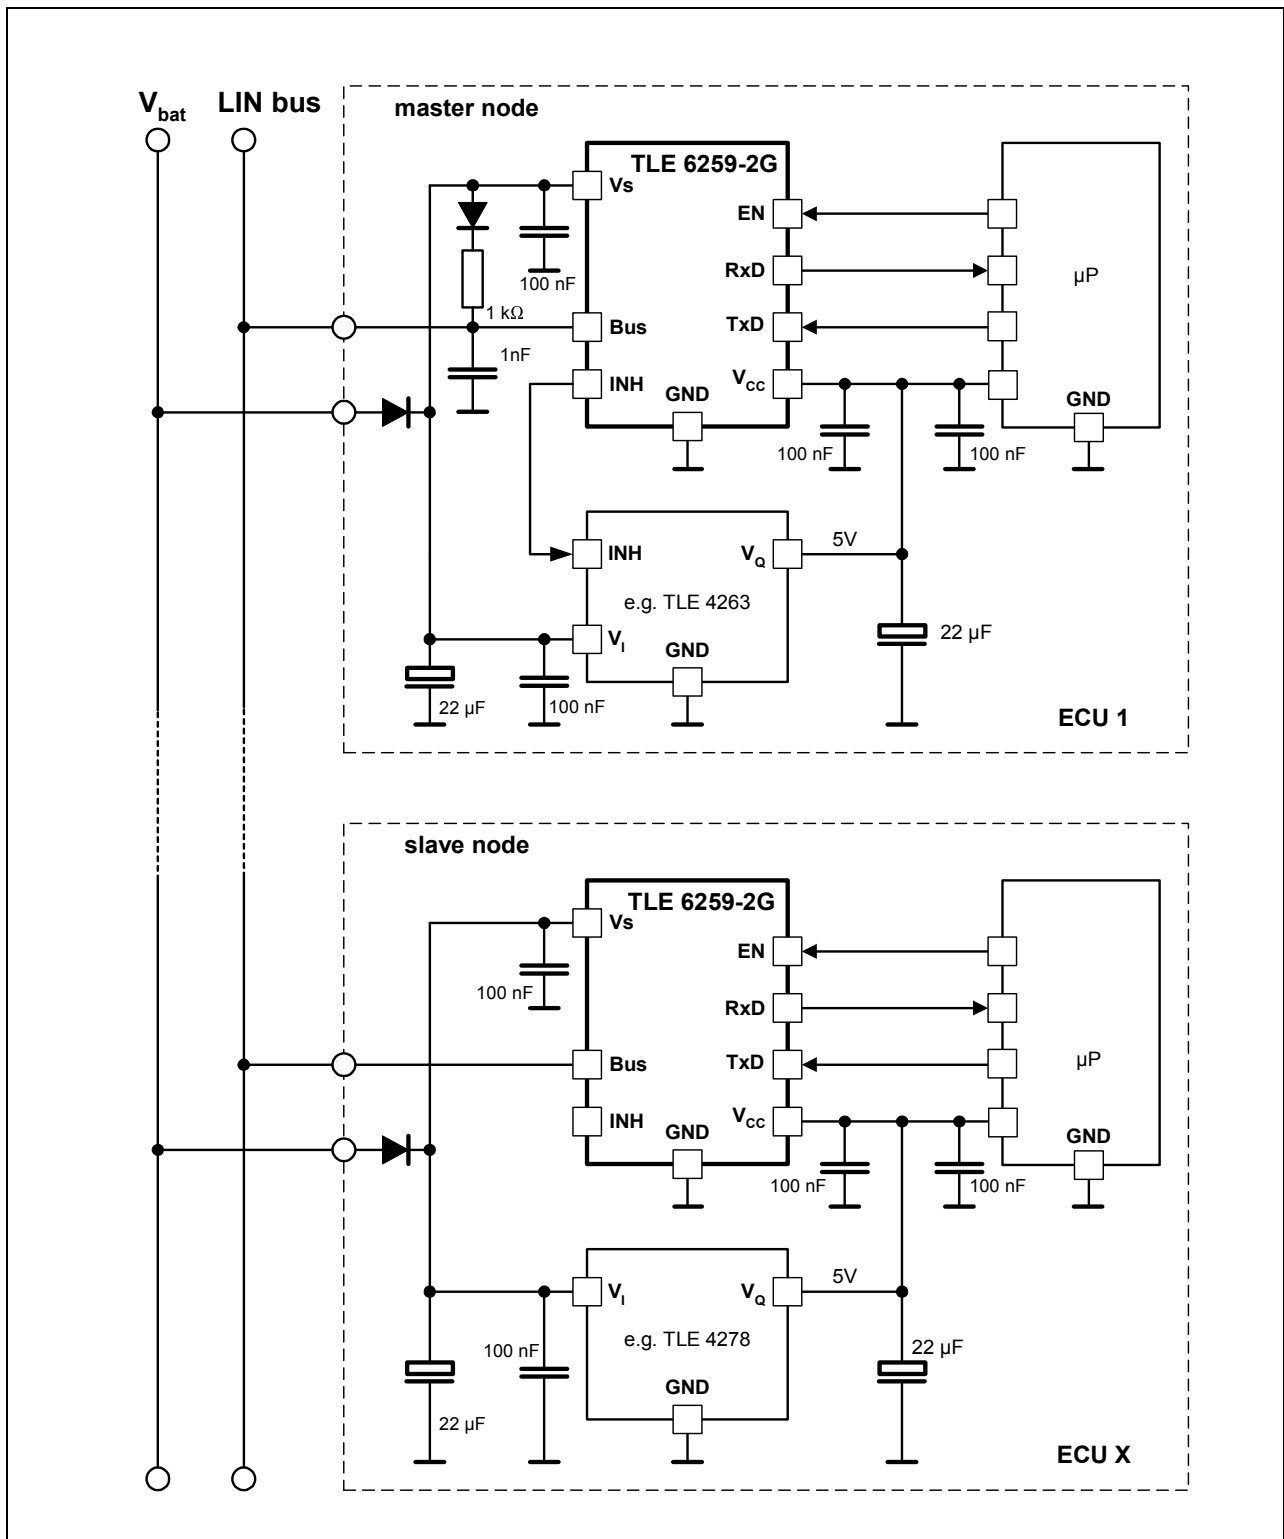 V_bat LIN bus
master node
TLE 6259-2G
Vs
EN
100 nF
RxD
µP
1 kΩ
Bus
TxD
1nF
INH
GND
V_CC
GND
100 nF
100 nF
INH
V_Q
5V
e.g. TLE 4263
22 µF
V_I
GND
22 µF
100 nF
ECU 1
slave node
TLE 6259-2G
Vs
EN
100 nF
RxD
Bus
TxD
µP
INH
GND
V_CC
GND
100 nF
100 nF
V_I
V_Q
5V
e.g. TLE 4278
100 nF
22 µF
GND
22 µF
ECU X